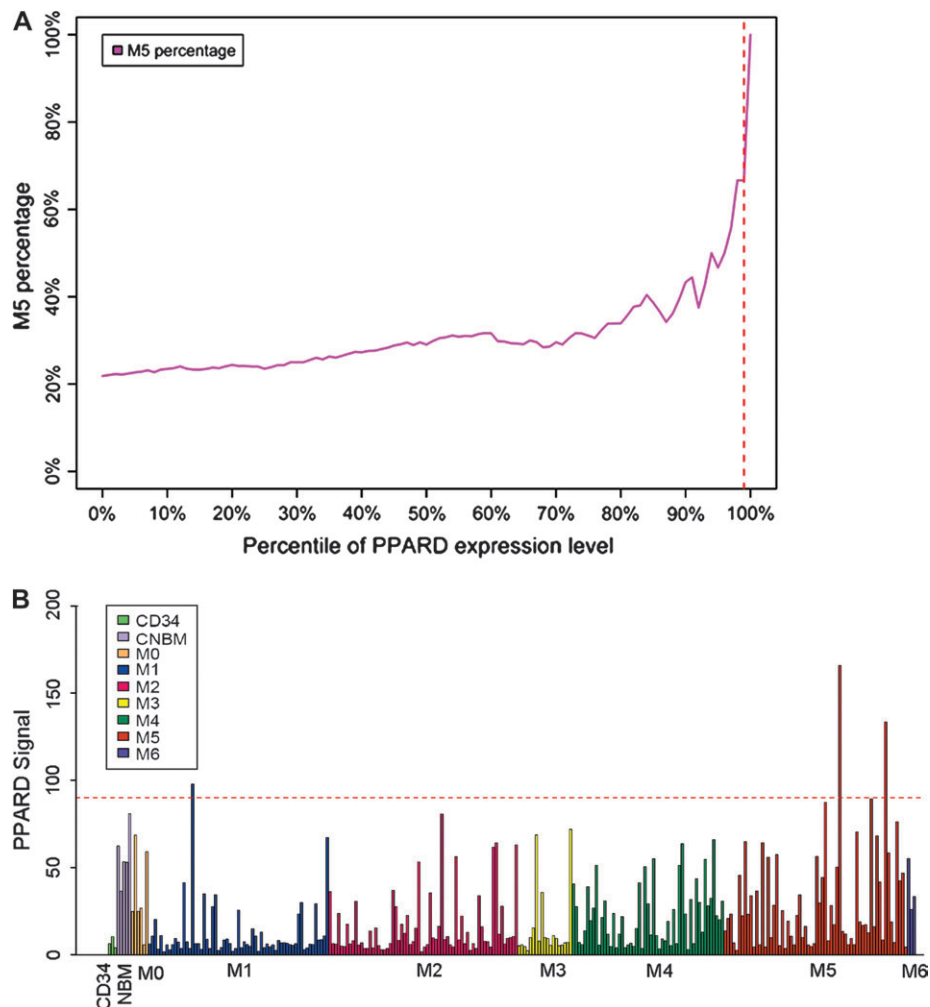 A
M5 percentage
100%
80%
60%
40%
20%
0%
M5 percentage
0% 10% 20% 30% 40% 50% 60% 70% 80% 90% 100%
Percentile of PPARD expression level
B
200
150
100
50
0
PPARD Signal
CD34
CNBM
M0
M1
M2
M3
M4
M5
M6
CD34 NBM M0 M1 M2 M3 M4 M5 M6